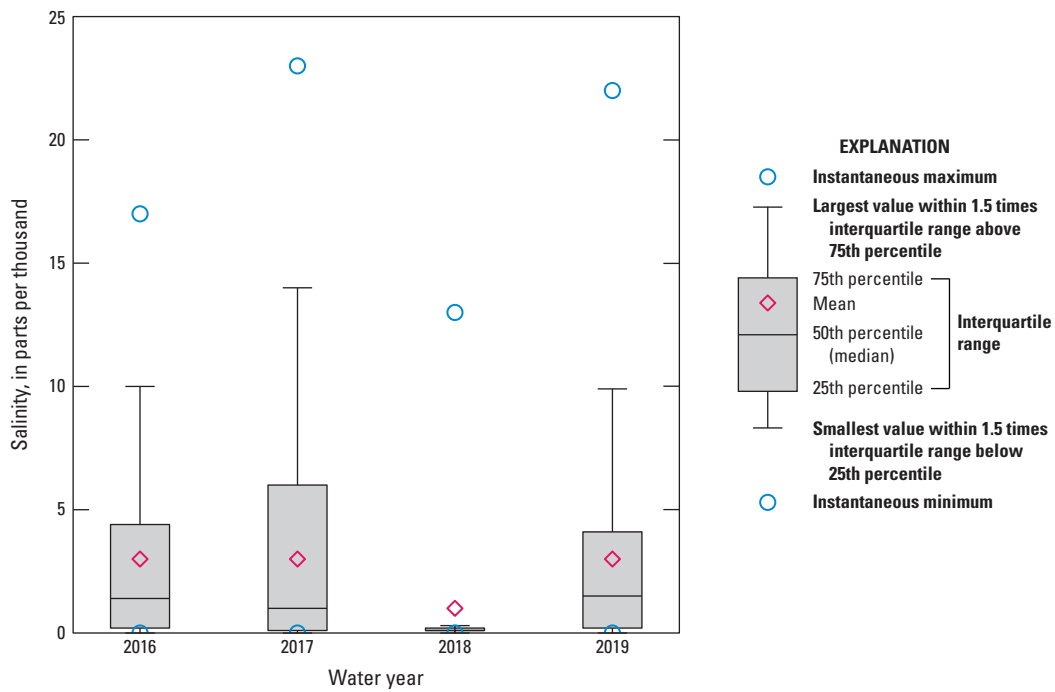 25
20
15
10
5
0
Salinity, in parts per thousand
2016
2017
2018
2019
Water year
EXPLANATION
Instantaneous maximum
Largest value within 1.5 times
interquartile range above
75th percentile
75th percentile
Mean
50th percentile
(median)
25th percentile
Interquartile
range
Smallest value within 1.5 times
interquartile range below
25th percentile
Instantaneous minimum